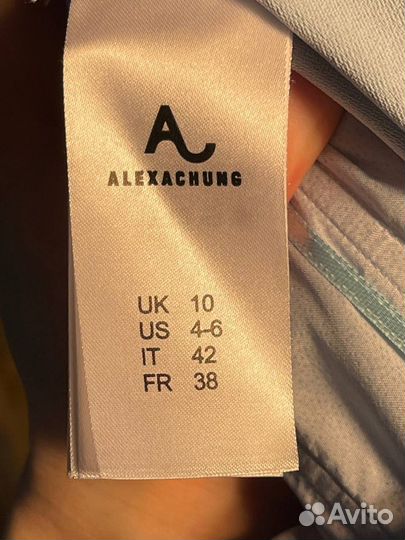 ALEXACHUNG
UK 10
US 4-6
IT 42
FR 38
Avito